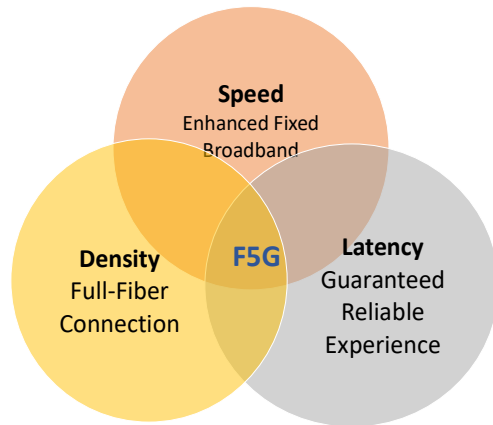 Speed
Enhanced Fixed
Broadband
Density
Full-Fiber
Connection
F5G
Latency
Guaranteed
Reliable
Experience